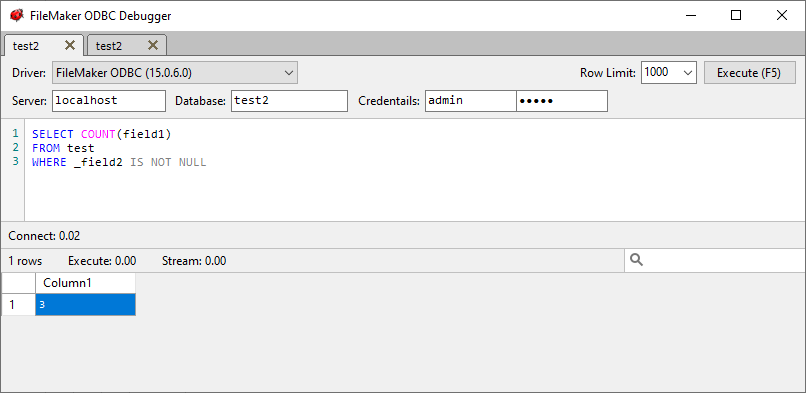 FileMaker ODBC Debugger
test2 test2
Driver: FileMaker ODBC (15.0.6.0) Row Limit: 1000 Execute (F5)
Server: localhost Database: test2 Credentails: admin •••••
1 SELECT COUNT(field1)
2 FROM test
3 WHERE _field2 IS NOT NULL
Connect: 0.02
1 rows Execute: 0.00 Stream: 0.00
Column1
1 3